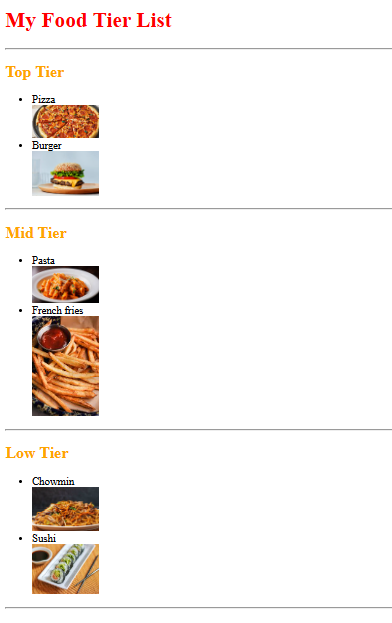 My Food Tier List
Top Tier
Pizza
Burger
Mid Tier
Pasta
French fries
Low Tier
Chowmin
Sushi